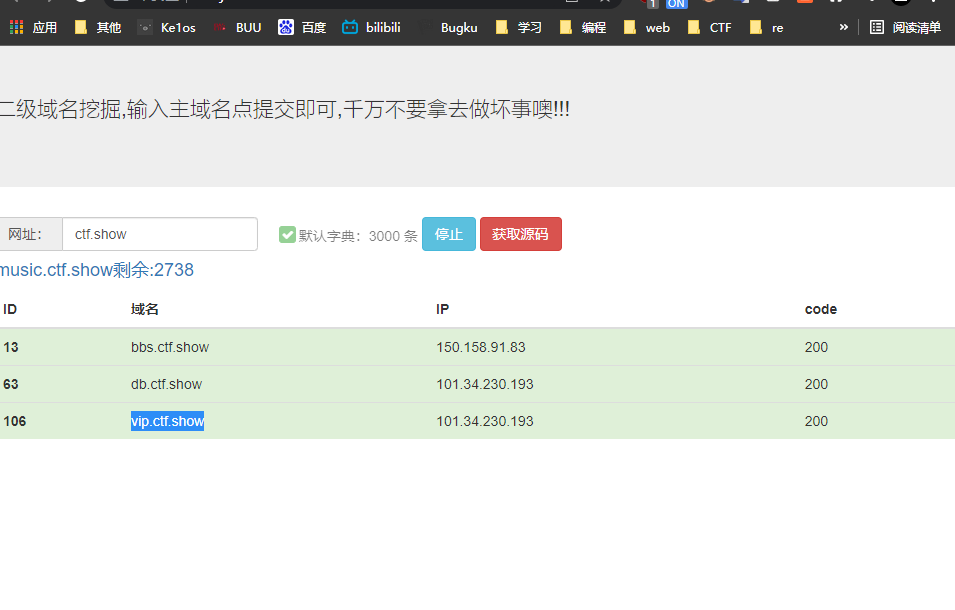 1 ON
应用 其他 Ke1os BUU 百度 bilibili Bugku 学习 编程 web CTF re » 阅读清单
二级域名挖掘,输入主域名点提交即可,千万不要拿去做坏事噢!!!
网址： ctf.show 默认字典：3000 条 停止 获取源码
music.ctf.show剩余:2738
ID 域名 IP code
13 bbs.ctf.show 150.158.91.83 200
63 db.ctf.show 101.34.230.193 200
106 vip.ctf.show 101.34.230.193 200